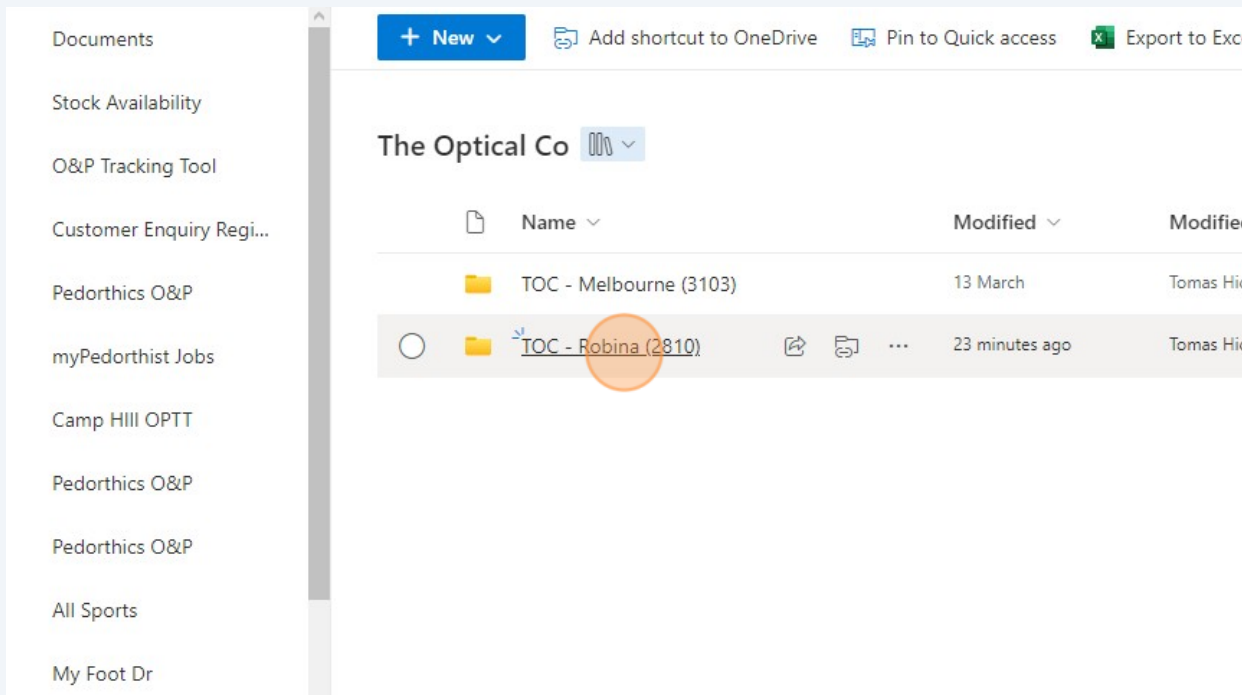 Documents
Stock Availability
O&P Tracking Tool
Customer Enquiry Regi...
Pedorthics O&P
myPedorthist Jobs
Camp HIll OPTT
Pedorthics O&P
Pedorthics O&P
All Sports
My Foot Dr
+ New Add shortcut to OneDrive Pin to Quick access Export to Exc
The Optical Co
Name Modified Modified
TOC - Melbourne (3103) 13 March Tomas Hi
TOC - Robina (2810) ... 23 minutes ago Tomas Hi